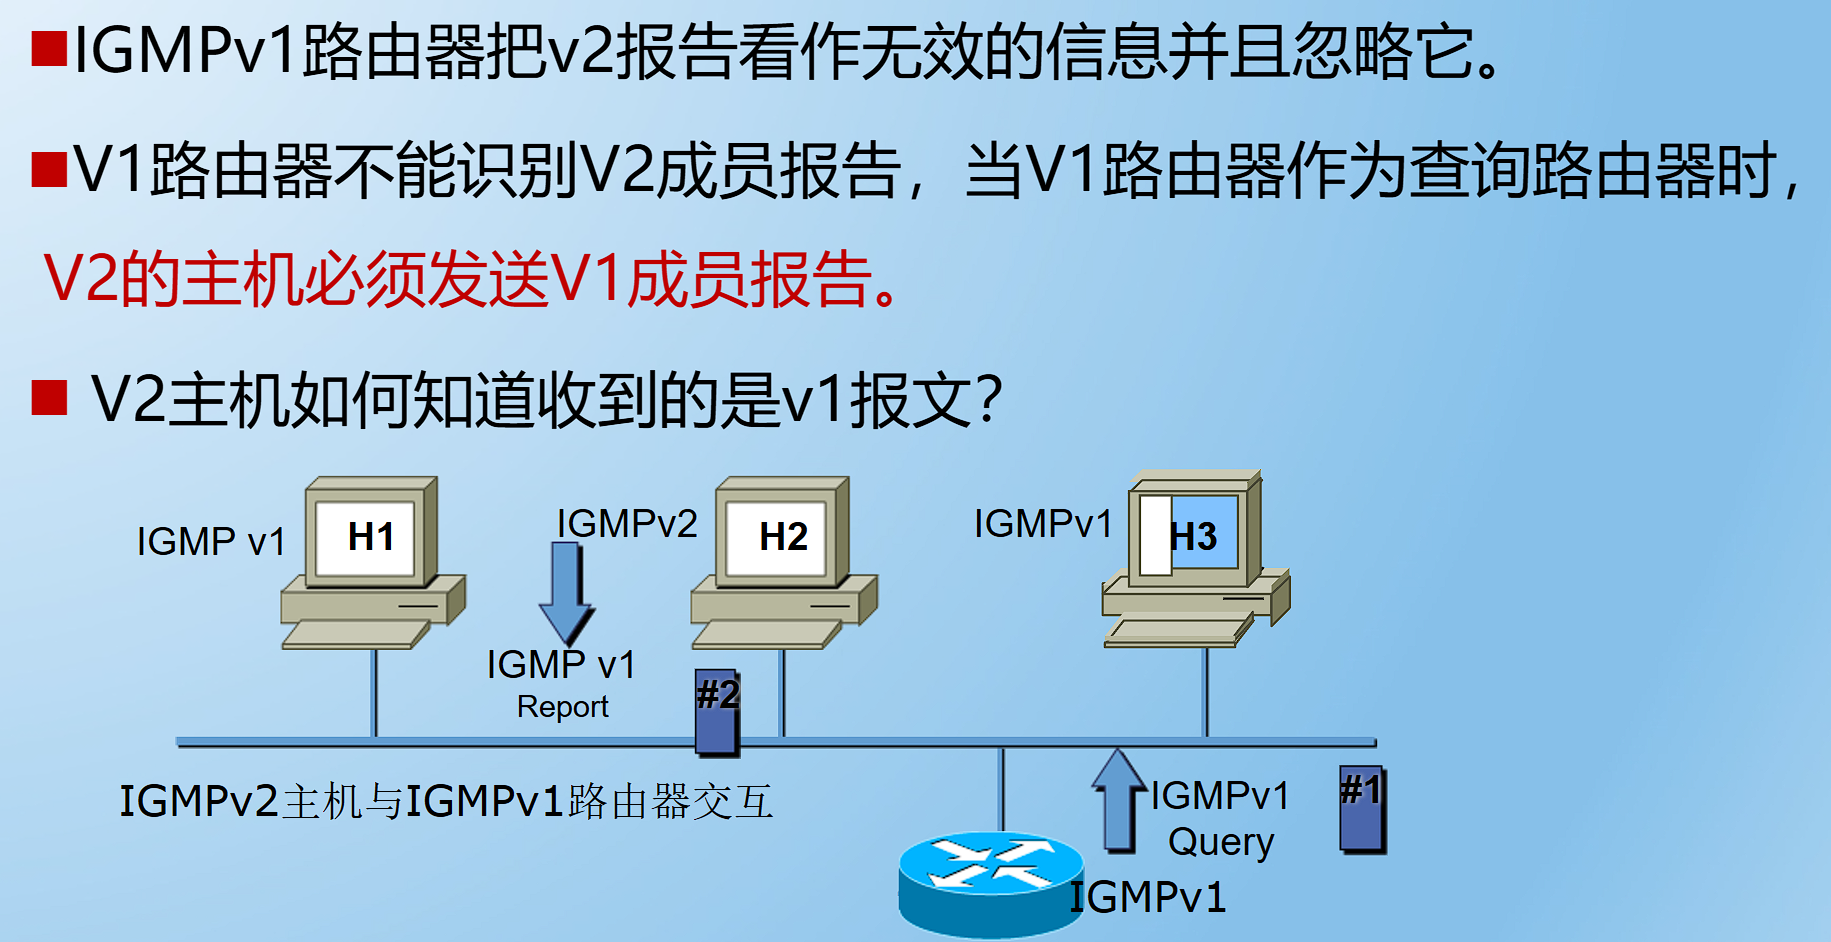 ■IGMPv1路由器把v2报告看作无效的信息并且忽略它。
■V1路由器不能识别V2成员报告，当V1路由器作为查询路由器时，
V2的主机必须发送V1成员报告。
■ V2主机如何知道收到的是v1报文？
IGMP v1
H1
IGMPv2
H2
IGMPv1
H3
IGMP v1
Report
#2
IGMPv2主机与IGMPv1路由器交互
IGMPv1
Query
#1
IGMPv1